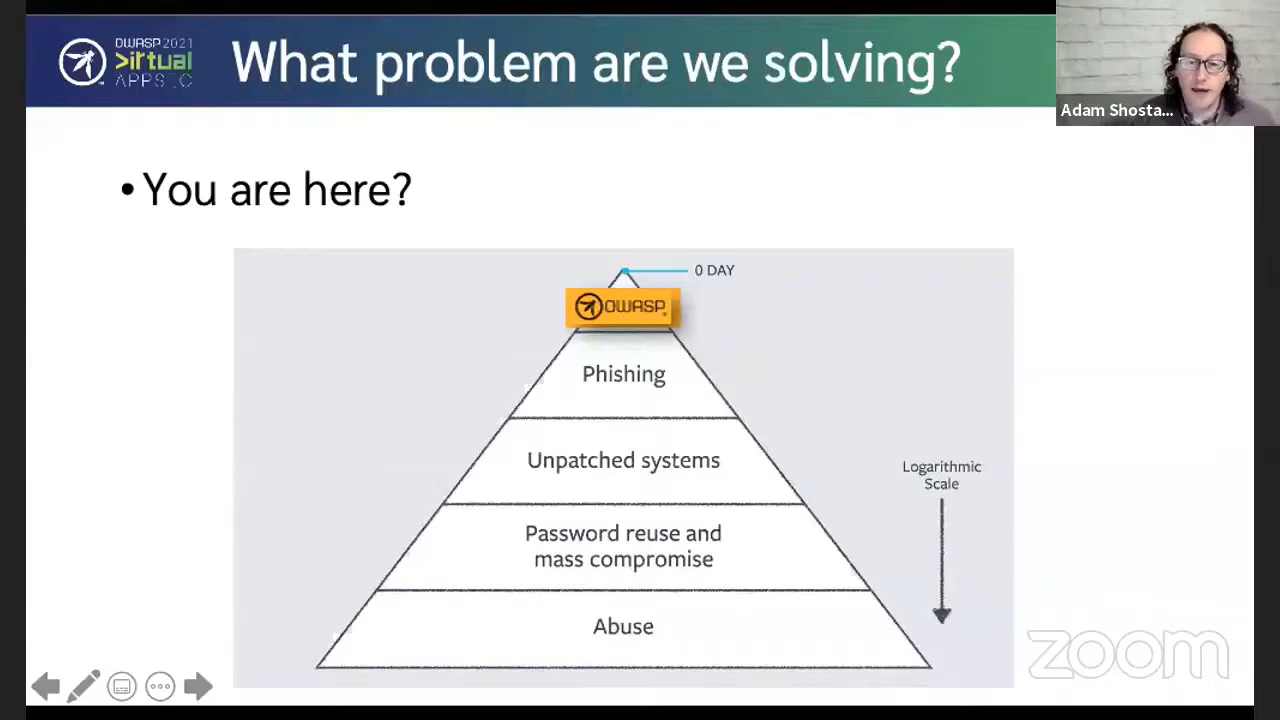 OWASP 2021
>irtual
APPS=C
What problem are we solving?
Adam Shosta...
• You are here?
0 DAY
OWASP
Phishing
Unpatched systems
Logarithmic
Scale
Password reuse and
mass compromise
Abuse
zoom